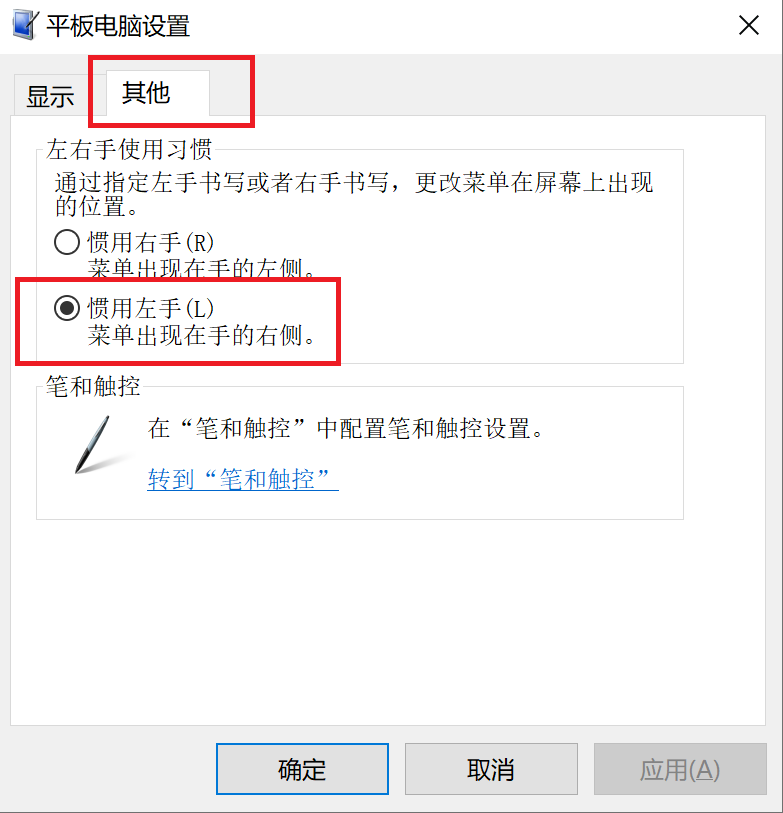 平板电脑设置
显示
其他
左右手使用习惯
通过指定左手书写或者右手书写，更改菜单在屏幕上出现
的位置。
惯用右手(R)
菜单出现在手的左侧。
惯用左手(L)
菜单出现在手的右侧。
笔和触控
在“笔和触控”中配置笔和触控设置。
转到“笔和触控”
确定
取消
应用(A)